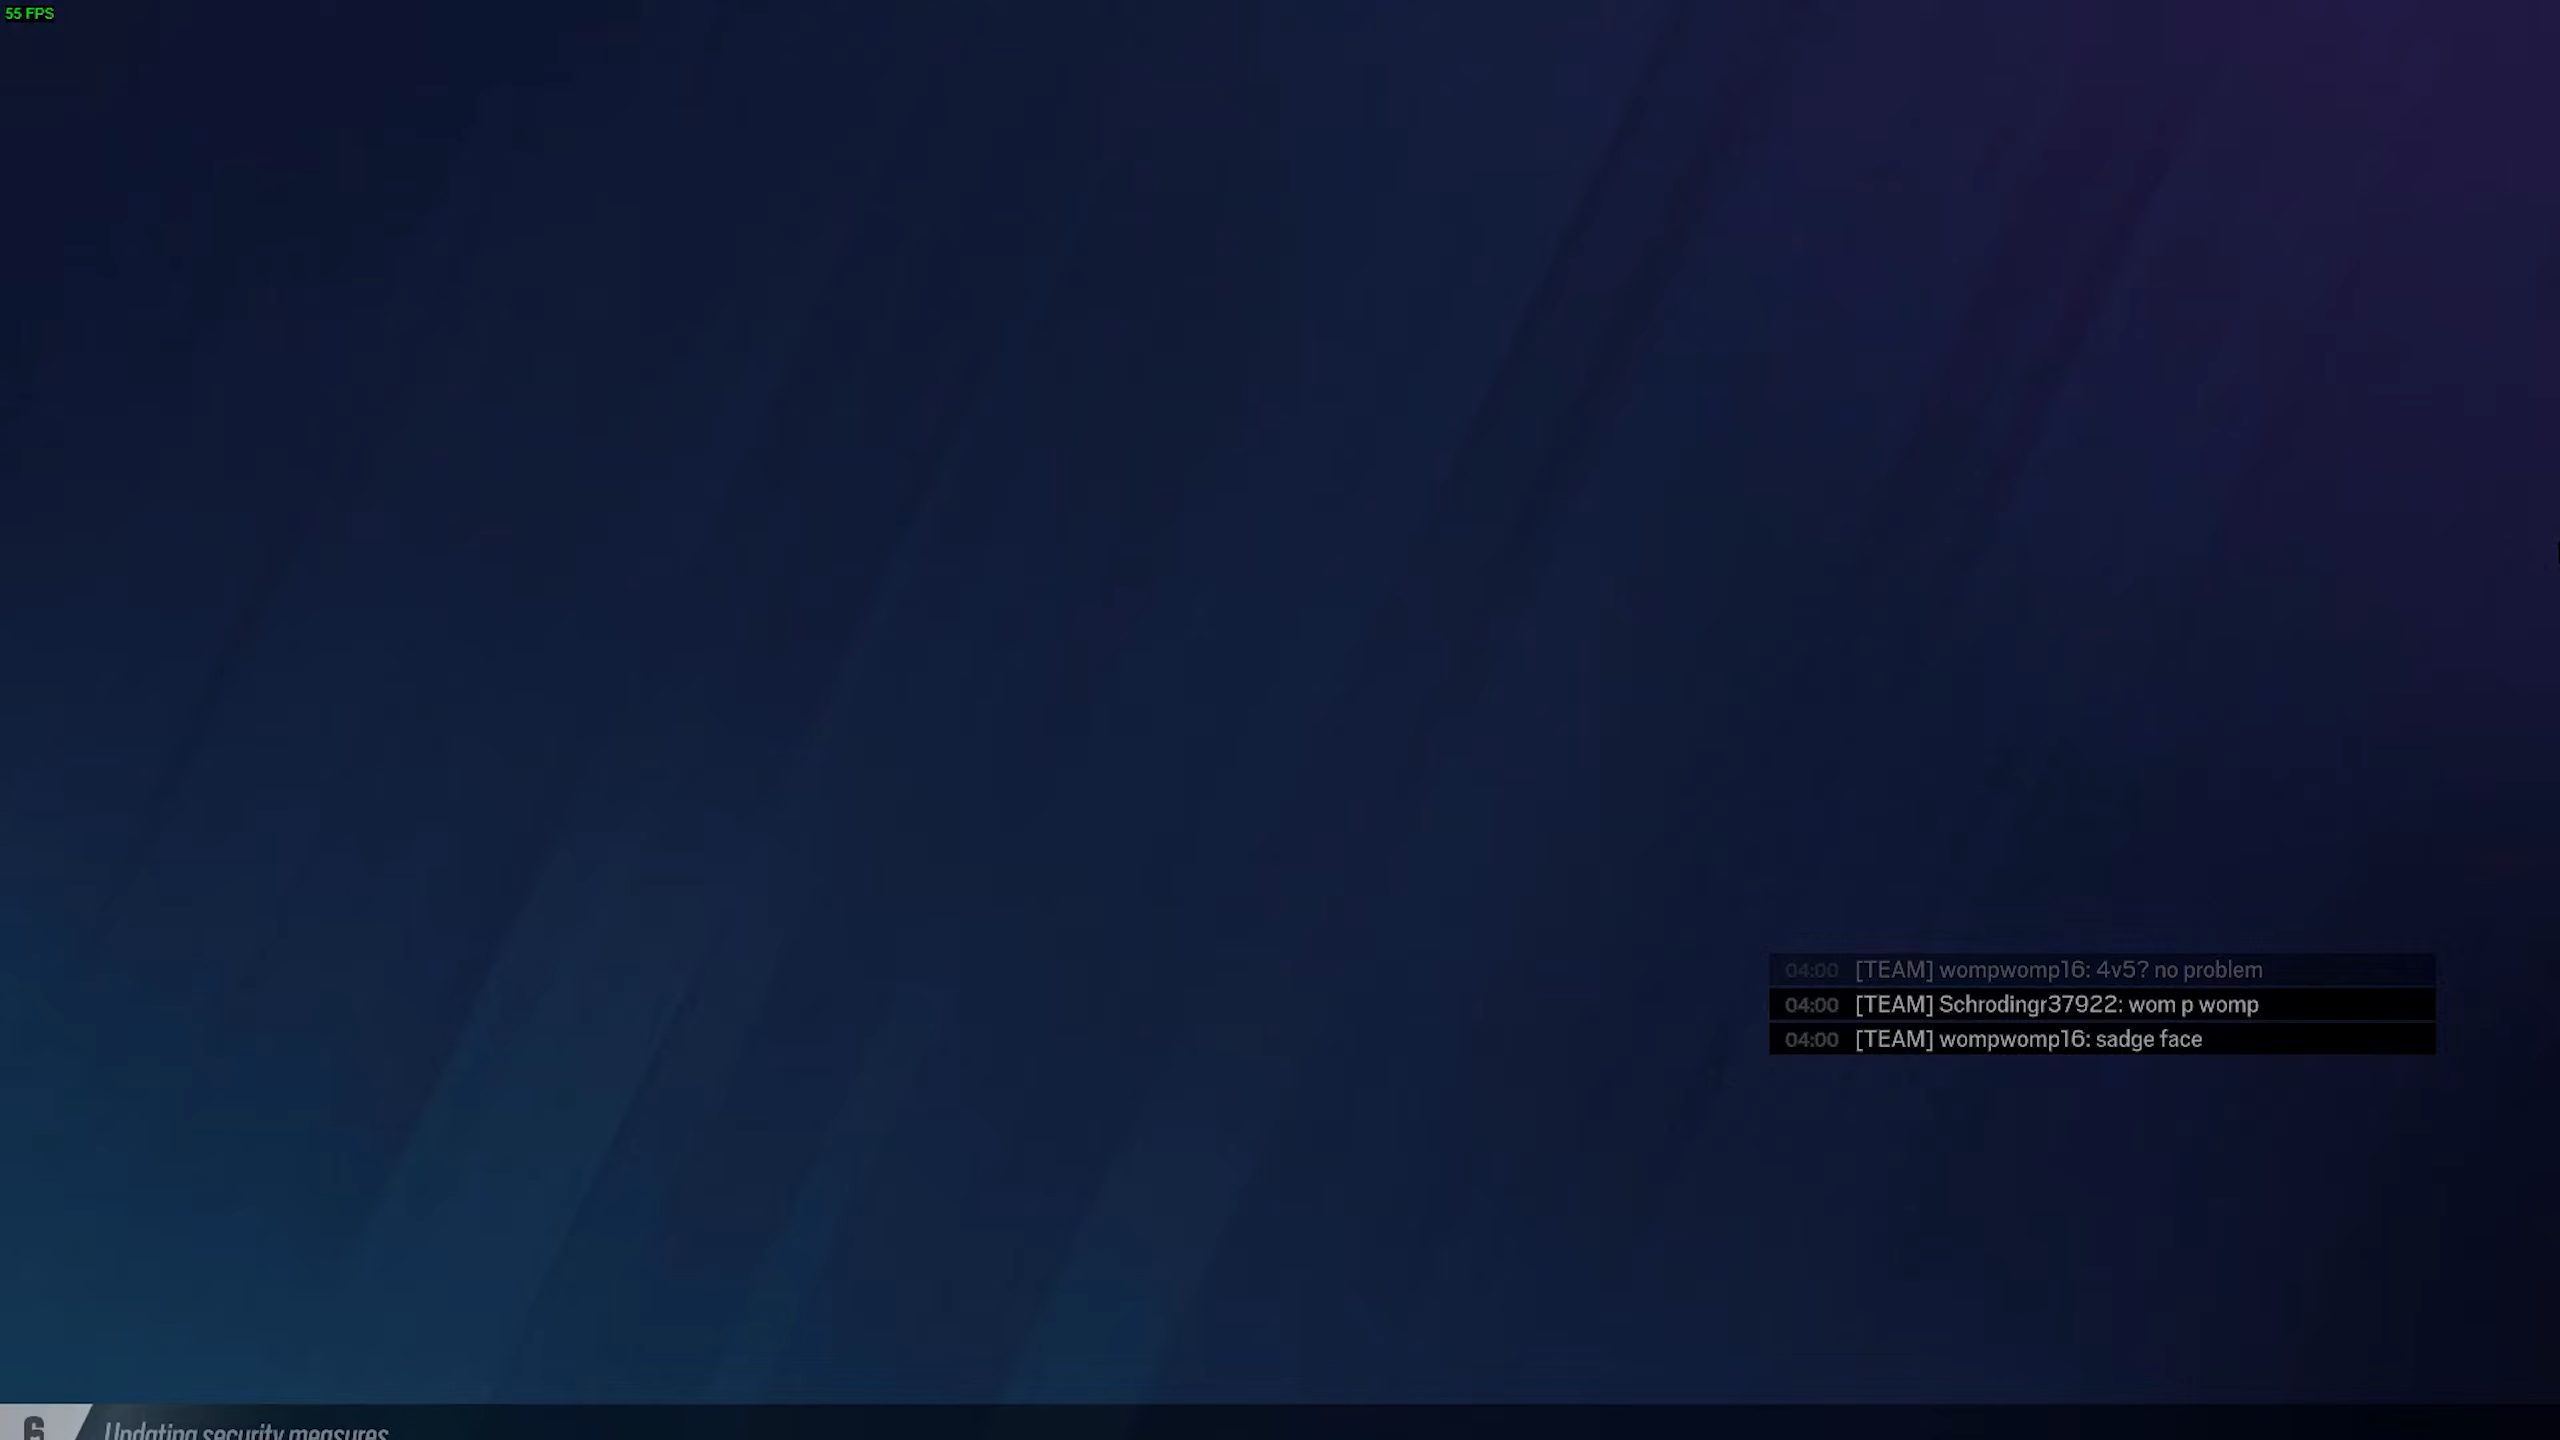 55 FPS
04:00 [TEAM] wompwomp16: 4v5? no problem
04:00 [TEAM] Schrodingr37922: wom p womp
04:00 [TEAM] wompwomp16: sadge face
6 Updating security measures